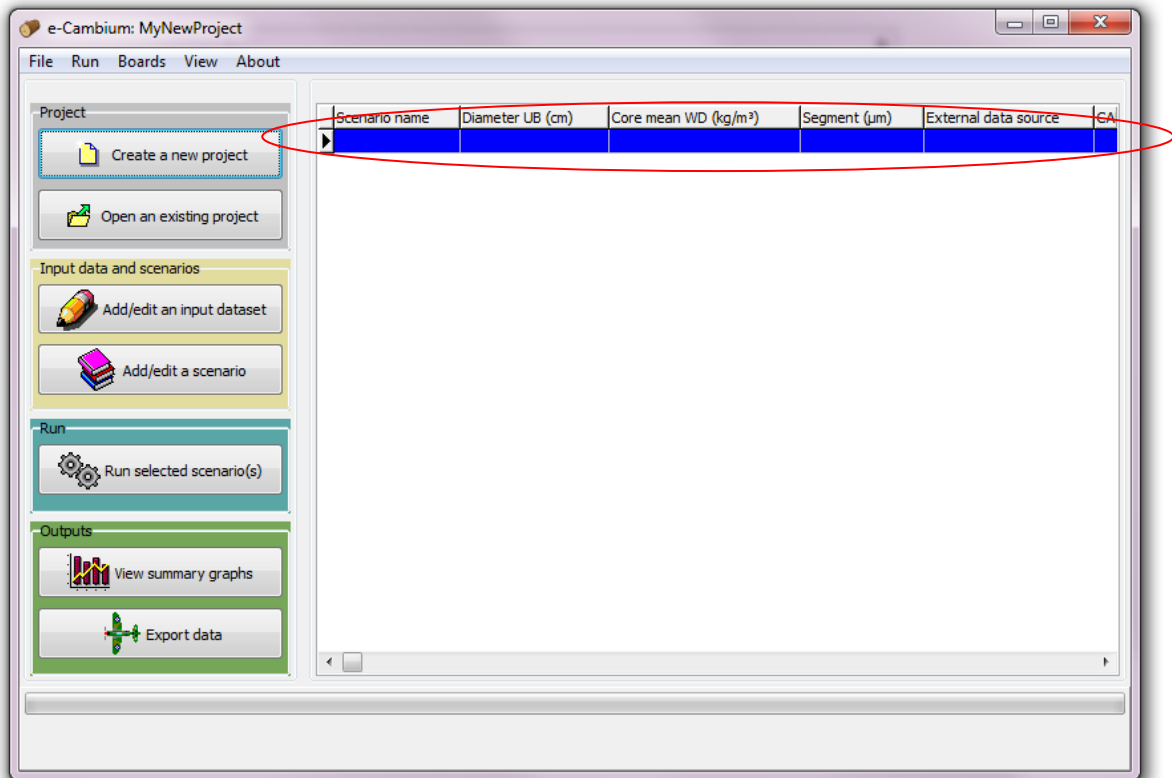 e-Cambium: MyNewProject
File Run Boards View About
Project
Create a new project
Open an existing project
Input data and scenarios
Add/edit an input dataset
Add/edit a scenario
Run
Run selected scenario(s)
Outputs
View summary graphs
Export data
Scenario name Diameter UB (cm) Core mean WD (kg/m³) Segment (µm) External data source CA